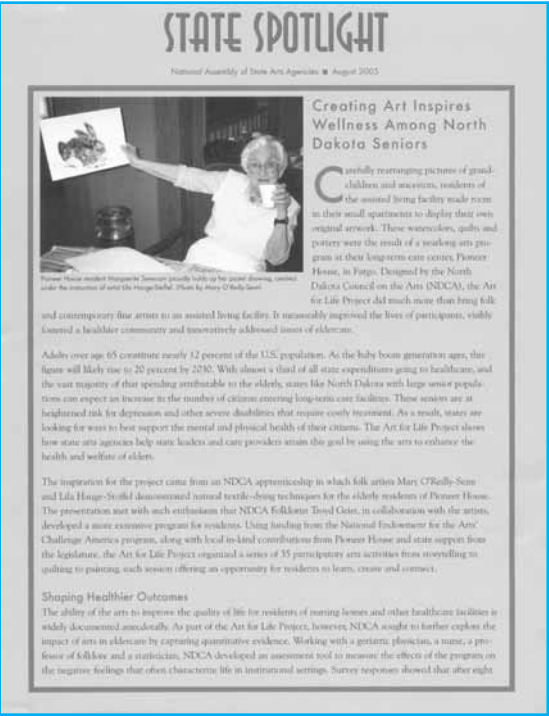 STATE SPOTLIGHT
National Assembly of State Arts Agencies ■ August 2005
Creating Art Inspires
Wellness Among North
Dakota Seniors
Carefully rearranging pictures of grand-
children and ancestors, residents of
the assisted living facility made room
in their small apartments to display their own
original artwork. These watercolors, quilts and
pottery were the result of a yearlong arts pro-
gram at their long-term care center, Pioneer
House, in Fargo. Designed by the North
Dakota Council on the Arts (NDCA), the Art
for Life Project did much more than bring folk
Pioneer House resident Marguerite proudly holds up her pastel drawing, created
under the instruction of artist Lila Hauge-Stoffel. (Photo by Mary O'Reilly-Seim)
and contemporary fine artists to an assisted living facility. It measurably improved the lives of participants, visibly
fostered a healthier community and innovatively addressed issues of eldercare.
Adults over age 65 constitute nearly 12 percent of the U.S. population. As the baby boom generation ages, this
figure will likely rise to 20 percent by 2030. With almost a third of all state expenditures going to healthcare, and
the vast majority of that spending attributable to the elderly, states like North Dakota with large senior popula-
tions can expect an increase in the number of citizens entering long-term care facilities. These seniors are at
heightened risk for depression and other severe disabilities that require costly treatment. As a result, states are
looking for ways to best support the mental and physical health of their citizens. The Art for Life Project shows
how state arts agencies help state leaders and care providers attain this goal by using the arts to enhance the
health and welfare of elders.
The inspiration for the project came from an NDCA apprenticeship in which folk artists Mary O'Reilly-Seim
and Lila Hauge-Stoffel demonstrated natural textile-dying techniques for the elderly residents of Pioneer House.
The presentation met with such enthusiasm that NDCA Folklorist Troyd Geist, in collaboration with the artists,
developed a more extensive program for residents. Using funding from the National Endowment for the Arts'
Challenge America program, along with local in-kind contributions from Pioneer House and state support from
the legislature, the Art for Life Project organized a series of 35 participatory arts activities from storytelling to
quilting to painting, each session offering an opportunity for residents to learn, create and connect.
Shaping Healthier Outcomes
The ability of the arts to improve the quality of life for residents of nursing homes and other healthcare facilities is
widely documented anecdotally. As part of the Art for Life Project, however, NDCA sought to further explore the
impact of arts in eldercare by capturing quantitative evidence. Working with a geriatric physician, a nurse, a pro-
fessor of folklore and a statistician, NDCA developed an assessment tool to measure the effects of the program on
the negative feelings that often characterize life in institutional settings. Survey responses showed that after eight